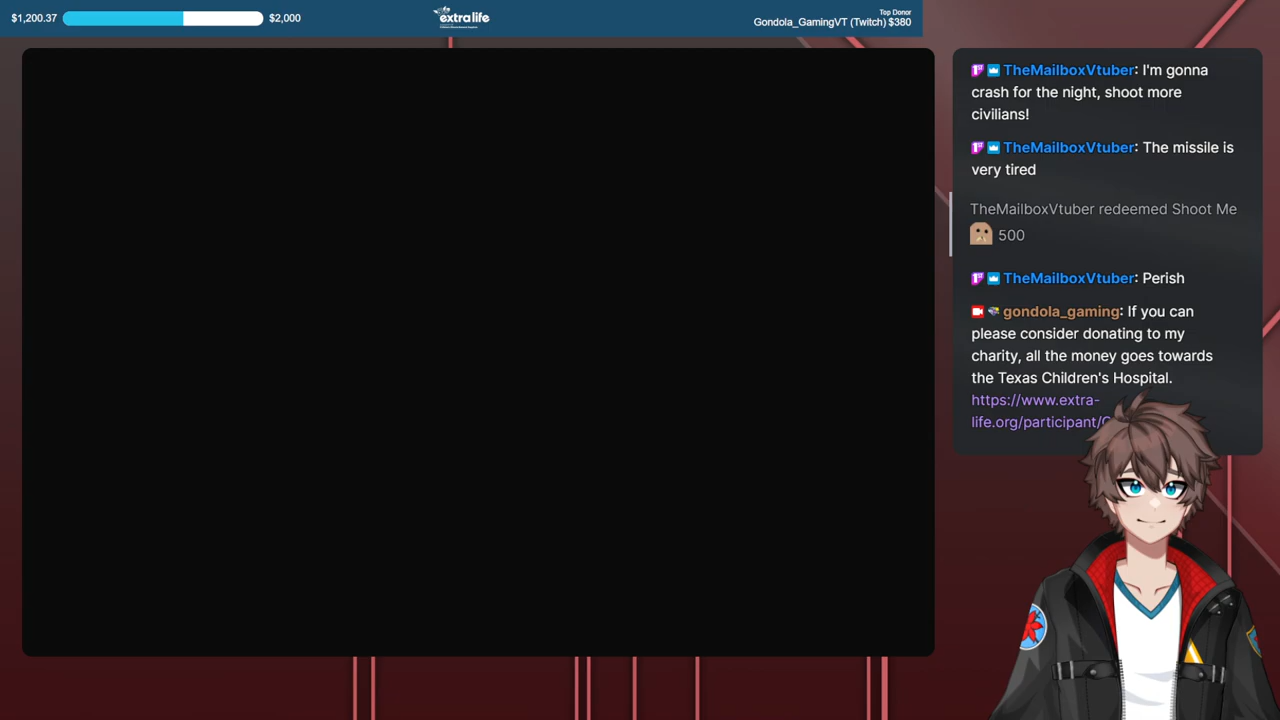 $1,200.37
$2,000
extralife
Top Donor
Gondola_GamingVT (Twitch) $380
TheMailboxVtuber: I'm gonna
crash for the night, shoot more
civilians!
TheMailboxVtuber: The missile is
very tired
TheMailboxVtuber redeemed Shoot Me
500
TheMailboxVtuber: Perish
gondola_gaming: If you can
please consider donating to my
charity, all the money goes towards
the Texas Children's Hospital.
https://www.extra-
life.org/participant/